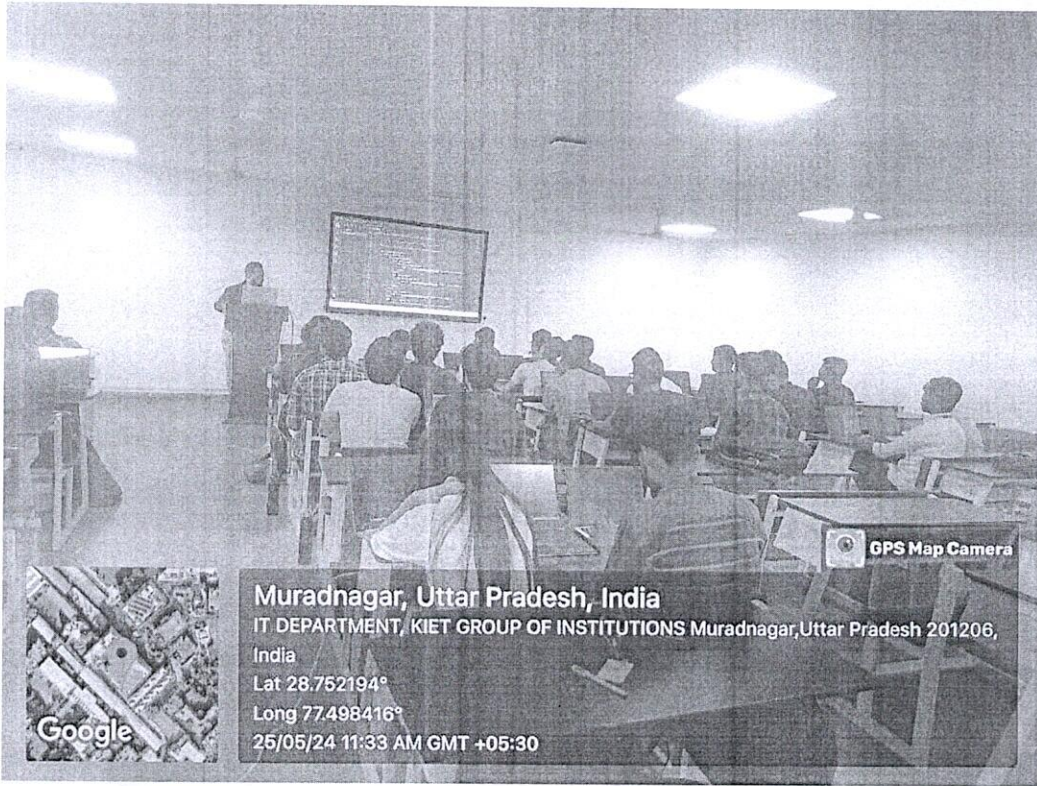 GPS Map Camera
Muradnagar, Uttar Pradesh, India
IT DEPARTMENT, KIET GROUP OF INSTITUTIONS Muradnagar,Uttar Pradesh 201206,
India
Lat 28.752194°
Long 77.498416°
25/05/24 11:33 AM GMT +05:30
Google